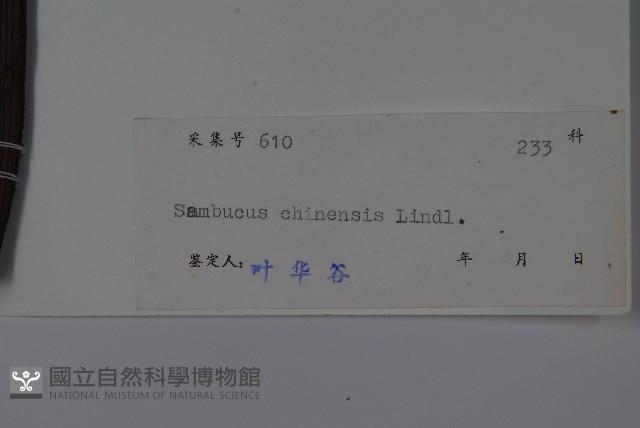 采集号 610 233 科
Sambucus chinensis Lindl.
鉴定人: 叶华谷 年 月 日
國立自然科學博物館
NATIONAL MUSEUM OF NATURAL SCIENCE